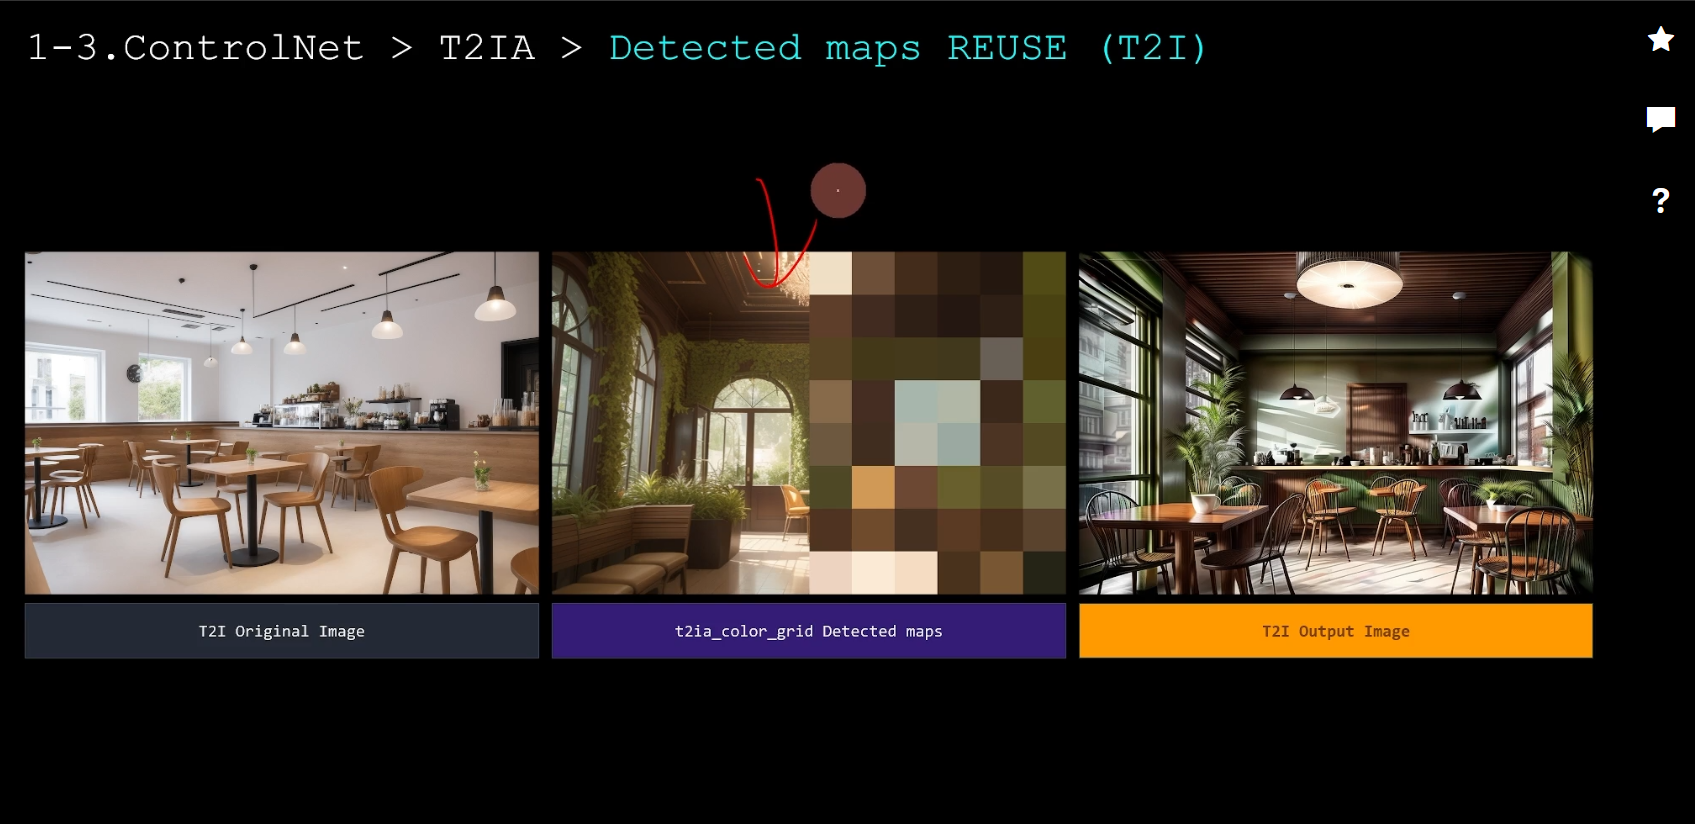 1-3.ControlNet > T2IA > Detected maps REUSE (T2I)
?
T2I Original Image
t2ia_color_grid Detected maps
T2I Output Image